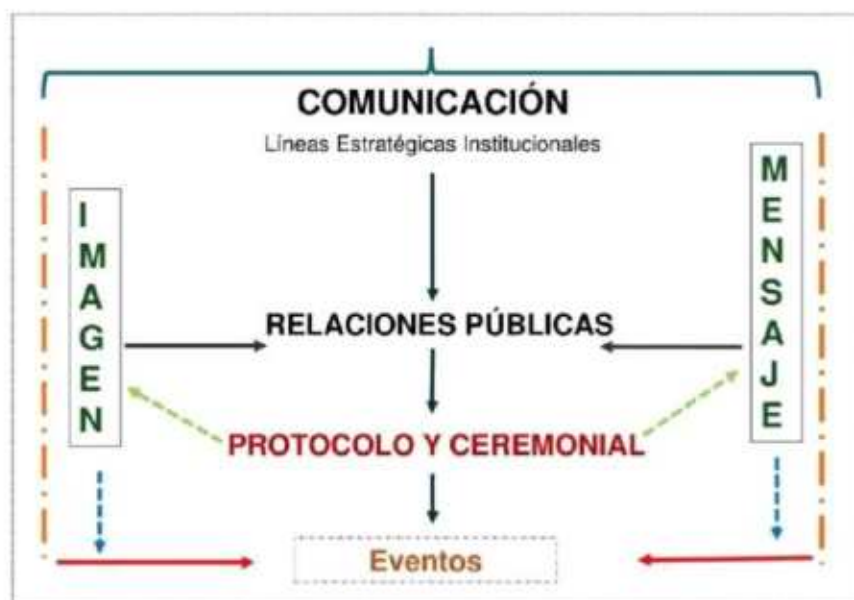 COMUNICACIÓN
Líneas Estratégicas Institucionales
IMAGEN
MENSAJE
RELACIONES PÚBLICAS
PROTOCOLO Y CEREMONIAL
Eventos